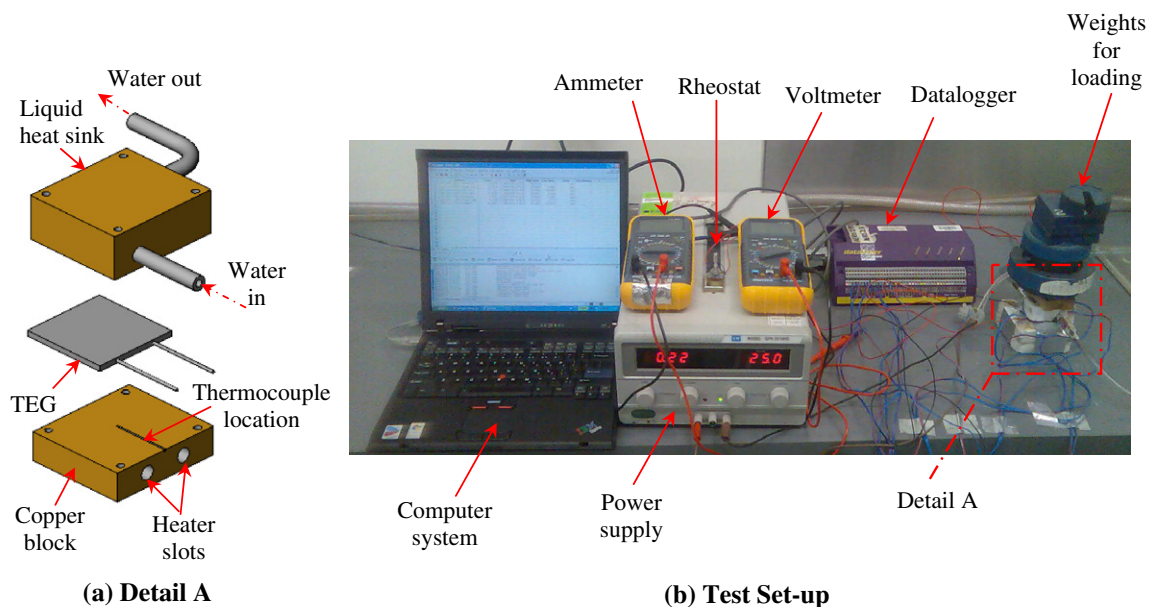 Water out
Liquid
heat sink
Water
in
TEG
Thermocouple
location
Copper
block
Heater
slots
(a) Detail A
Ammeter
Rheostat
Voltmeter
Datalogger
Weights
for
loading
0.22
25.0
Computer
system
Power
supply
Detail A
(b) Test Set-up